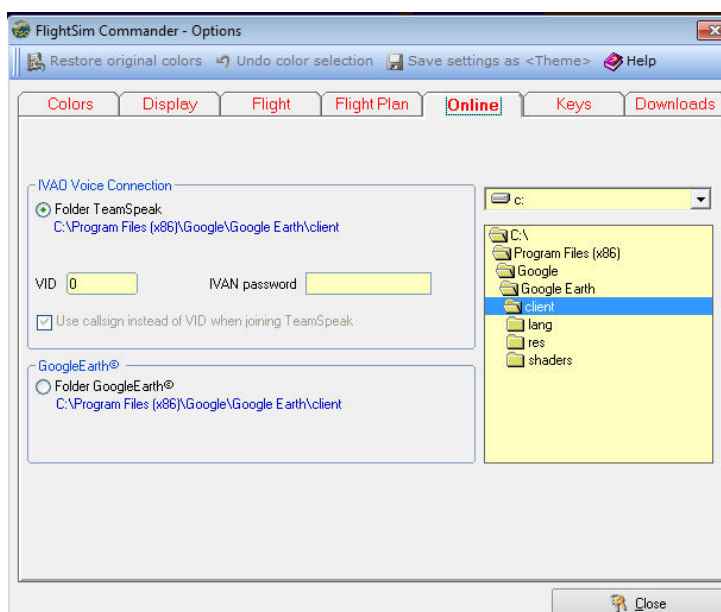 FlightSim Commander - Options
Restore original colors Undo color selection Save settings as <Theme> Help
Colors Display Flight Flight Plan Online Keys Downloads
IVAO Voice Connection
Folder TeamSpeak
C:\Program Files (x86)\Google\Google Earth\client
VID 0 IVAN password
Use callsign instead of VID when joining TeamSpeak
GoogleEarth©
Folder GoogleEarth©
C:\Program Files (x86)\Google\Google Earth\client
c:
C:\
Program Files (x86)
Google
Google Earth
client
lang
res
shaders
Close